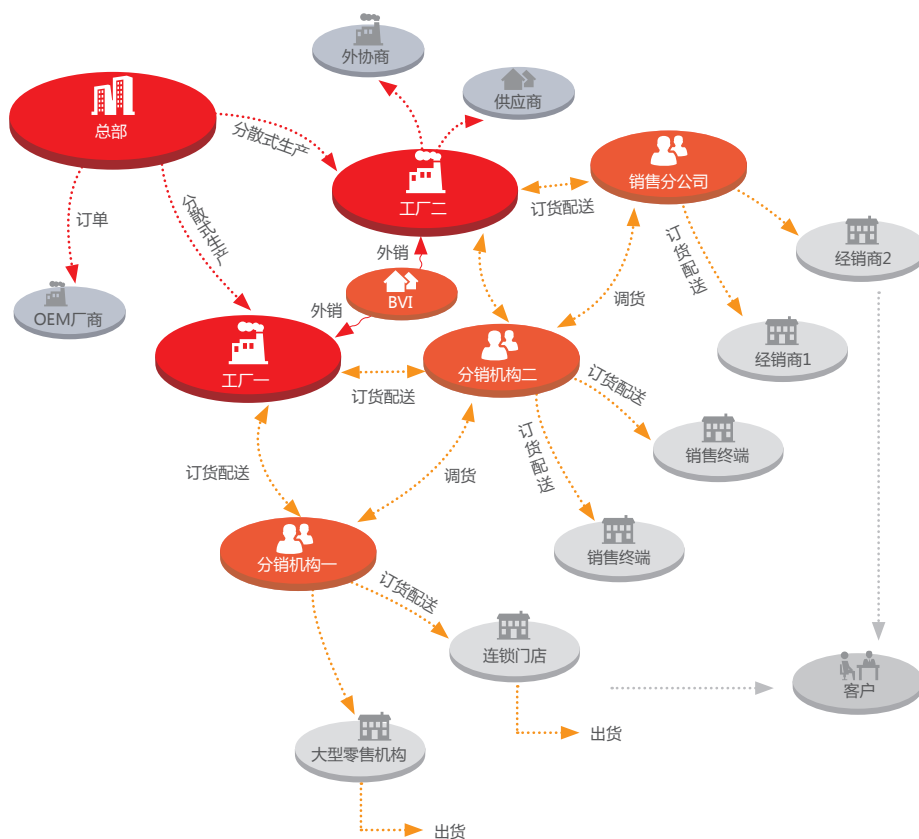 外协商
供应商
总部
分散式生产
销售分公司
工厂二
订货配送
订单
分散式生产
外销
订货配送
经销商2
BVI
调货
OEM厂商
外销
经销商1
工厂一
分销机构二
订货配送
订货配送
订货配送
销售终端
订货配送
调货
分销机构一
销售终端
订货配送
连锁门店
客户
出货
大型零售机构
出货